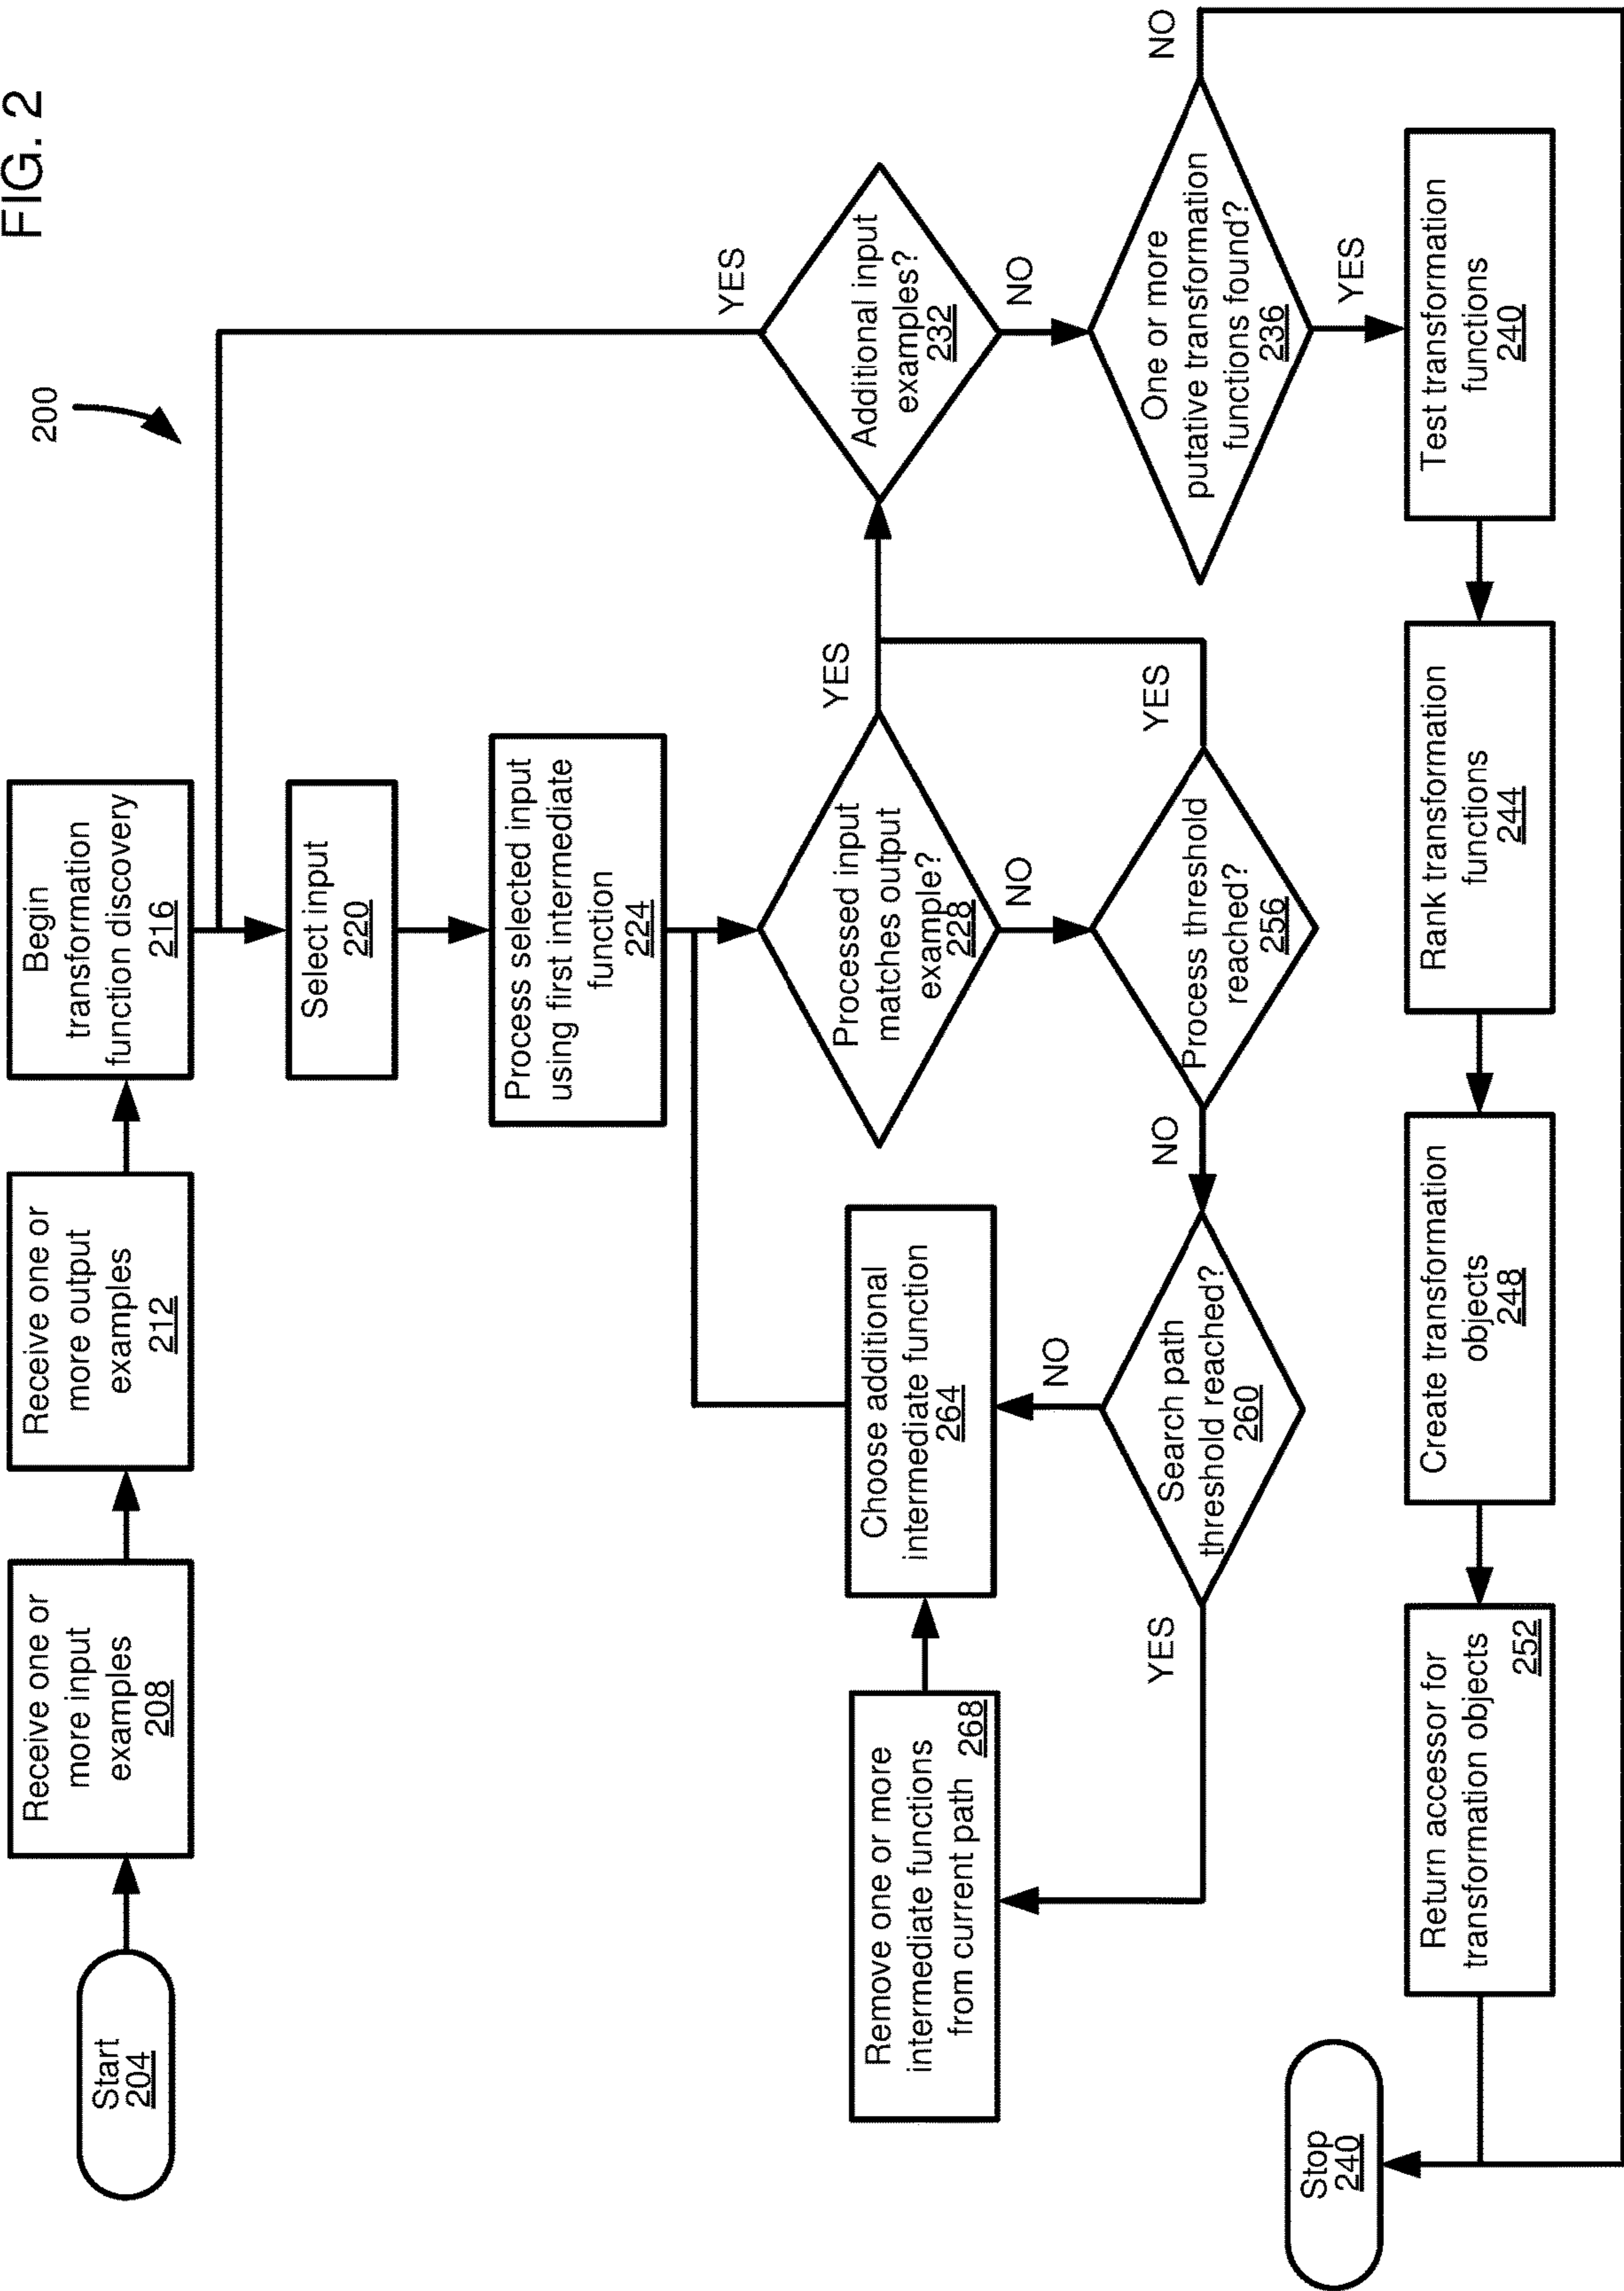 FIG. 2
200
Start
204
Receive one or
more input
examples
208
Receive one or
more output
examples
212
Begin
transformation
function discovery
216
Select input
220
Process selected input
using first intermediate
function
224
Processed input
matches output
example?
228
YES
NO
Additional input
examples?
232
YES
NO
One or more
putative transformation
functions found?
236
NO
YES
Process threshold
reached?
256
YES
NO
Search path
threshold reached?
260
NO
YES
Choose additional
intermediate function
264
Remove one or more
intermediate functions
from current path 268
Test transformation
functions
240
Rank transformation
functions
244
Create transformation
objects
248
Return accessor for
transformation objects
252
Stop
240